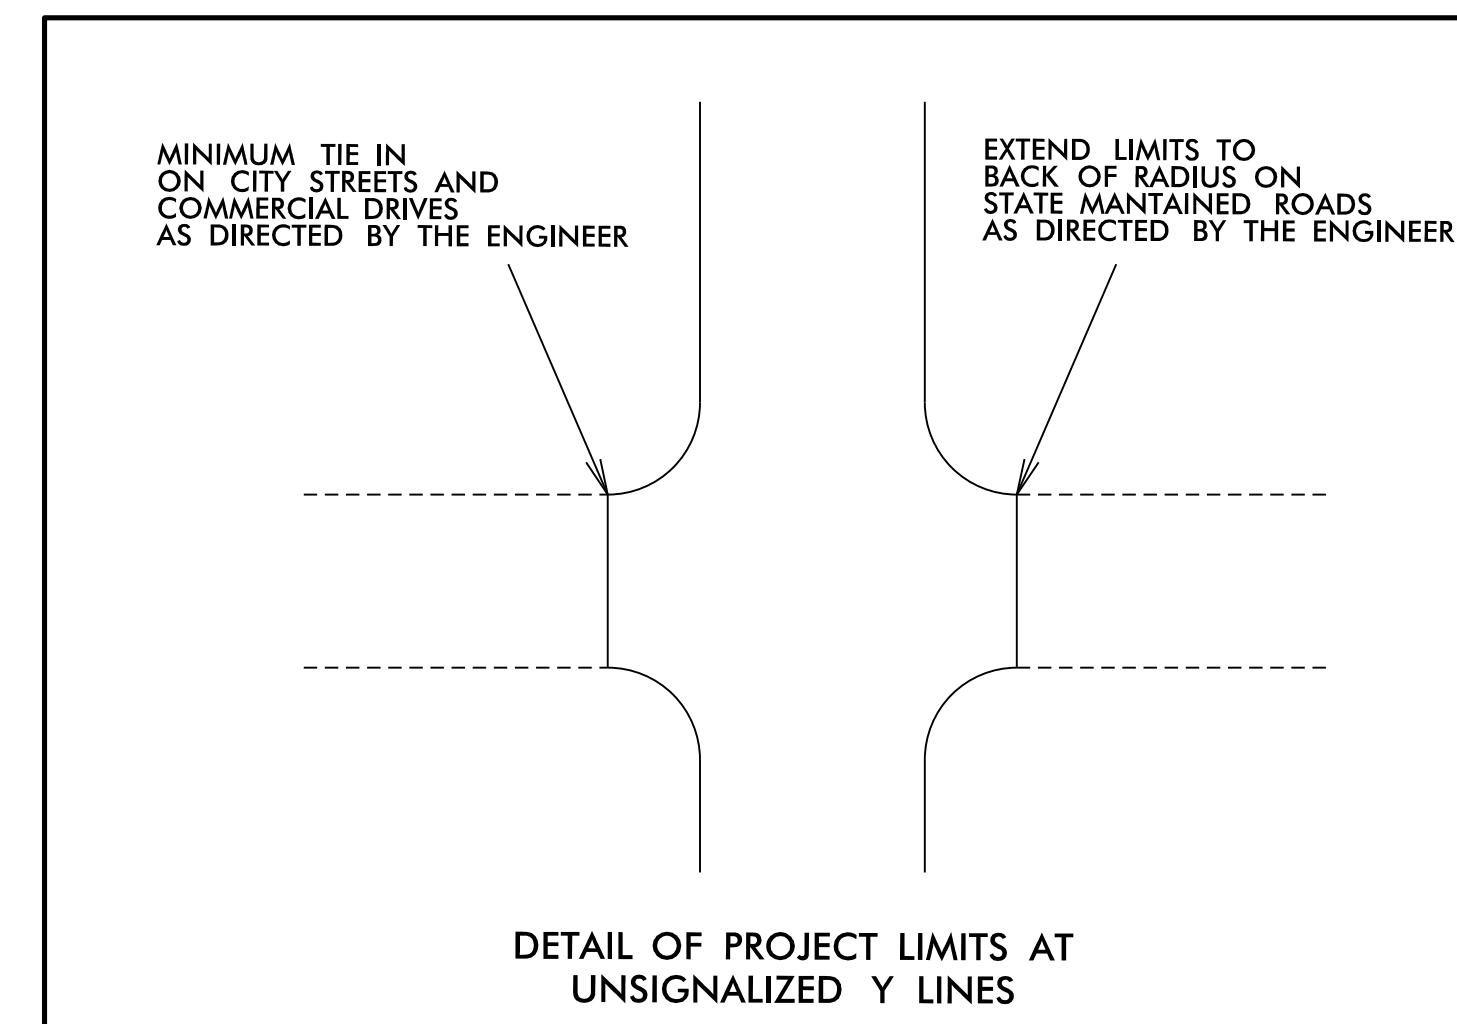 MINIMUM TIE IN
ON CITY STREETS AND
COMMERCIAL DRIVES
AS DIRECTED BY THE ENGINEER
EXTEND LIMITS TO
BACK OF RADIUS ON
STATE MANTAINED ROADS
AS DIRECTED BY THE ENGINEER
DETAIL OF PROJECT LIMITS AT
UNSIGNALIZED Y LINES